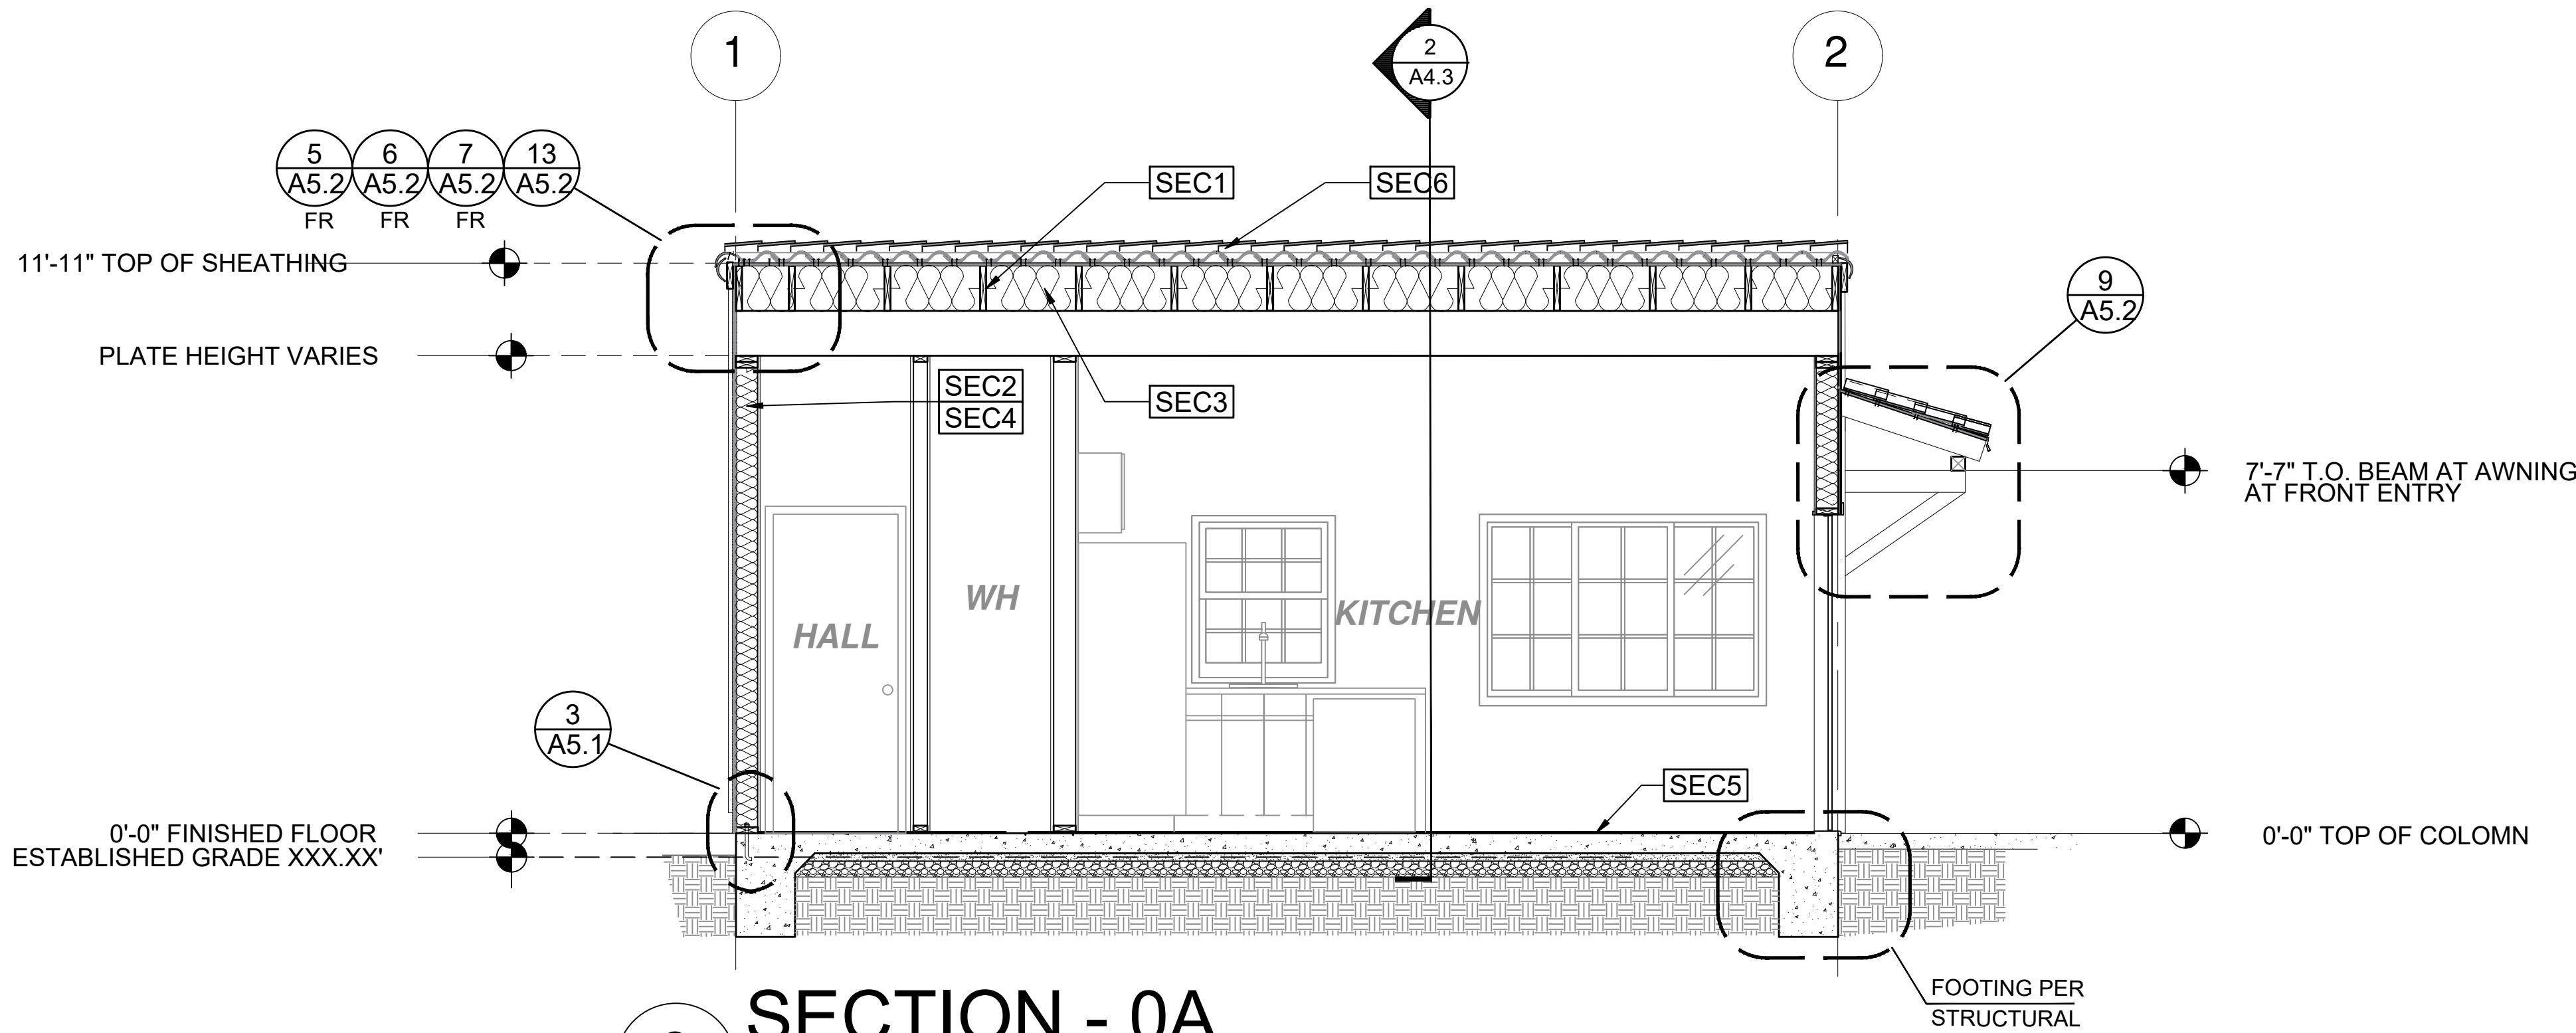 1
2
A4.3
2
5
A5.2
FR
6
A5.2
FR
7
A5.2
FR
13
A5.2
SEC1
SEC6
11'-11" TOP OF SHEATHING
9
A5.2
PLATE HEIGHT VARIES
SEC2
SEC4
SEC3
7'-7" T.O. BEAM AT AWNING
AT FRONT ENTRY
WH
KITCHEN
HALL
3
A5.1
SEC5
0'-0" FINISHED FLOOR
ESTABLISHED GRADE XXX.XX'
0'-0" TOP OF COLOMN
FOOTING PER
STRUCTURAL
SECTION - 0A